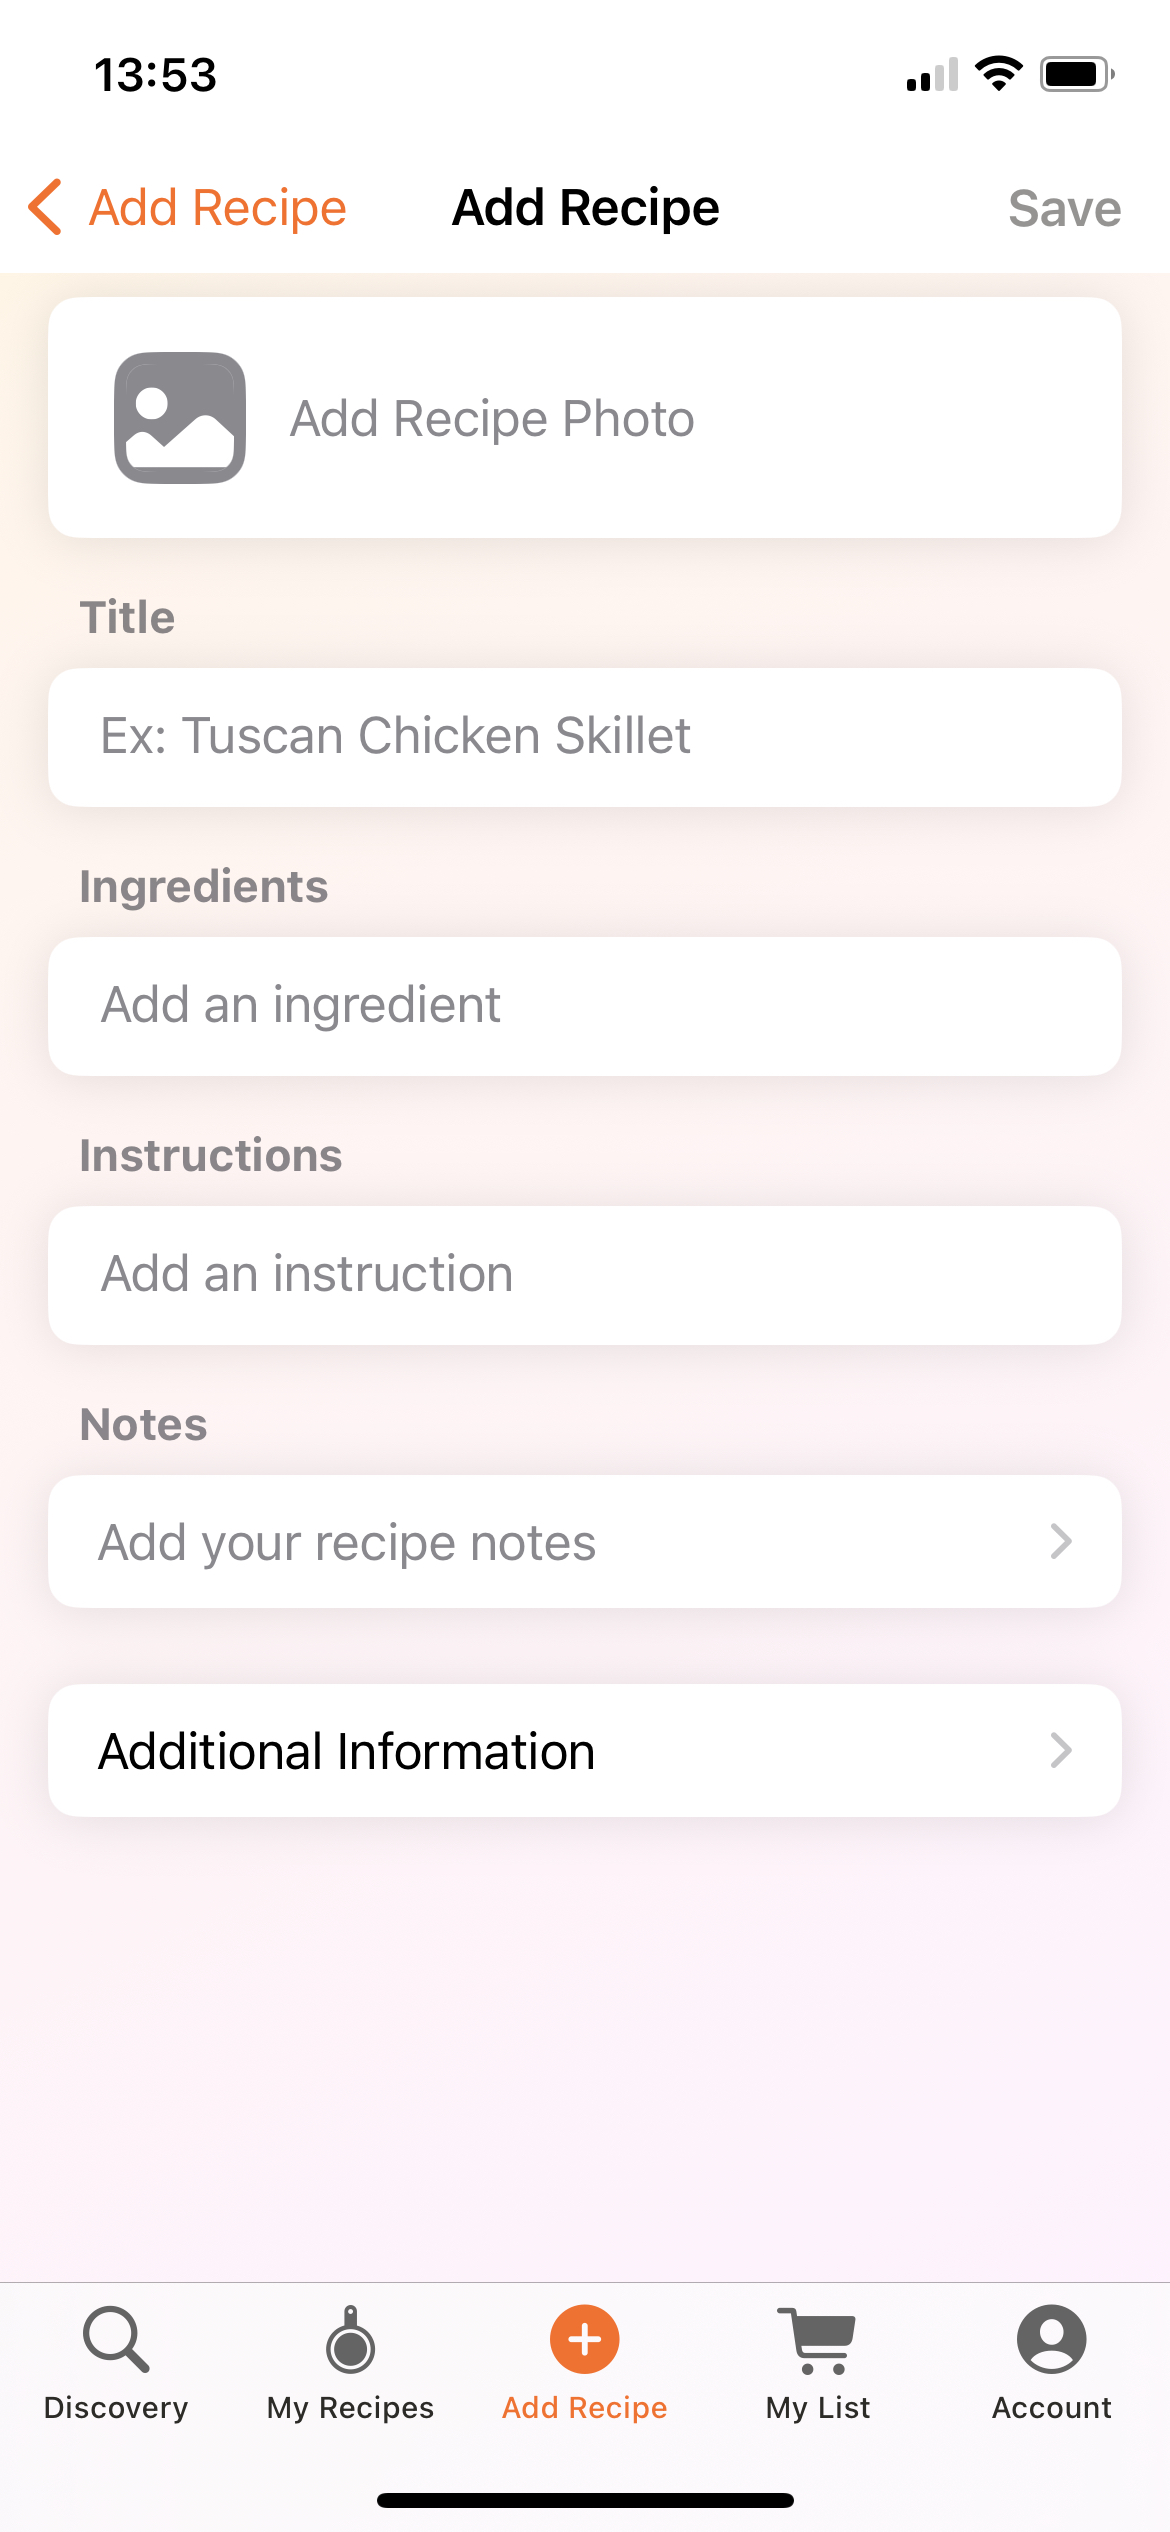 13:53
Add Recipe
Add Recipe
Save
Add Recipe Photo
Title
Ex: Tuscan Chicken Skillet
Ingredients
Add an ingredient
Instructions
Add an instruction
Notes
Add your recipe notes
Additional Information
Discovery
My Recipes
Add Recipe
My List
Account